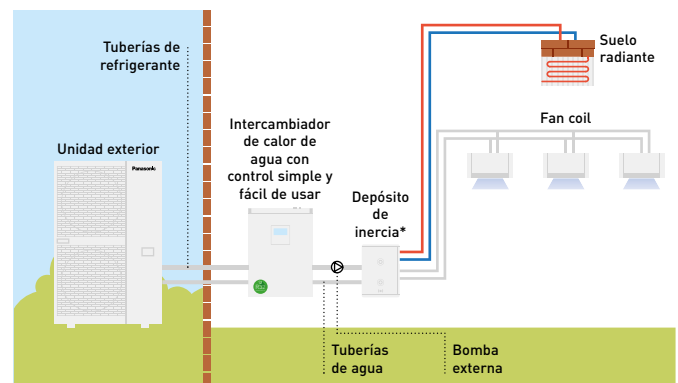 Tuberías de
refrigerante
Unidad exterior
Panasonic
Intercambiador
de calor de
agua con
control simple y
fácil de usar
Depósito
de
inercia*
Suelo
radiante
Fan coil
Tuberías
de agua
Bomba
externa